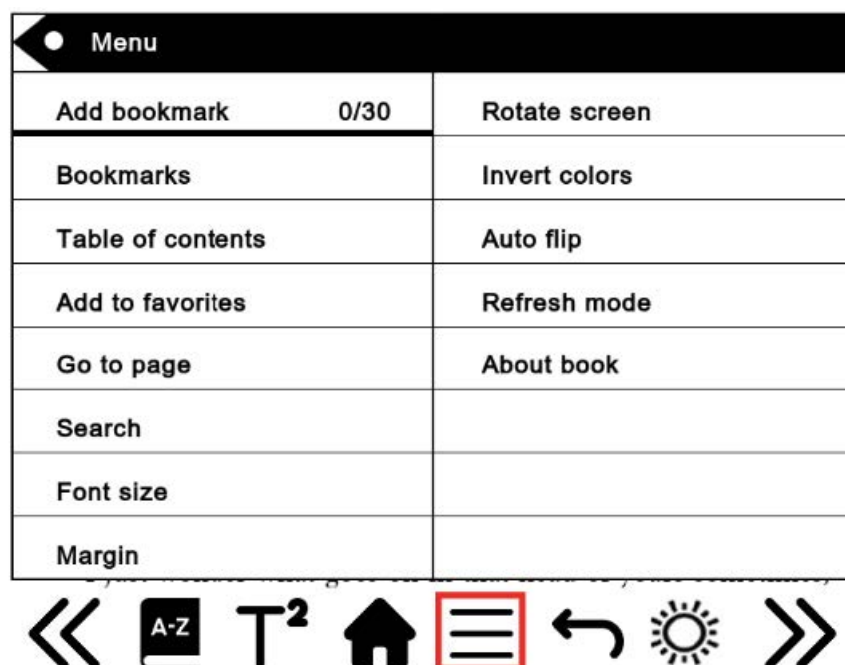 Menu
Add bookmark 0/30
Bookmarks
Table of contents
Add to favorites
Go to page
Search
Font size
Margin
Rotate screen
Invert colors
Auto flip
Refresh mode
About book
A-Z
T2